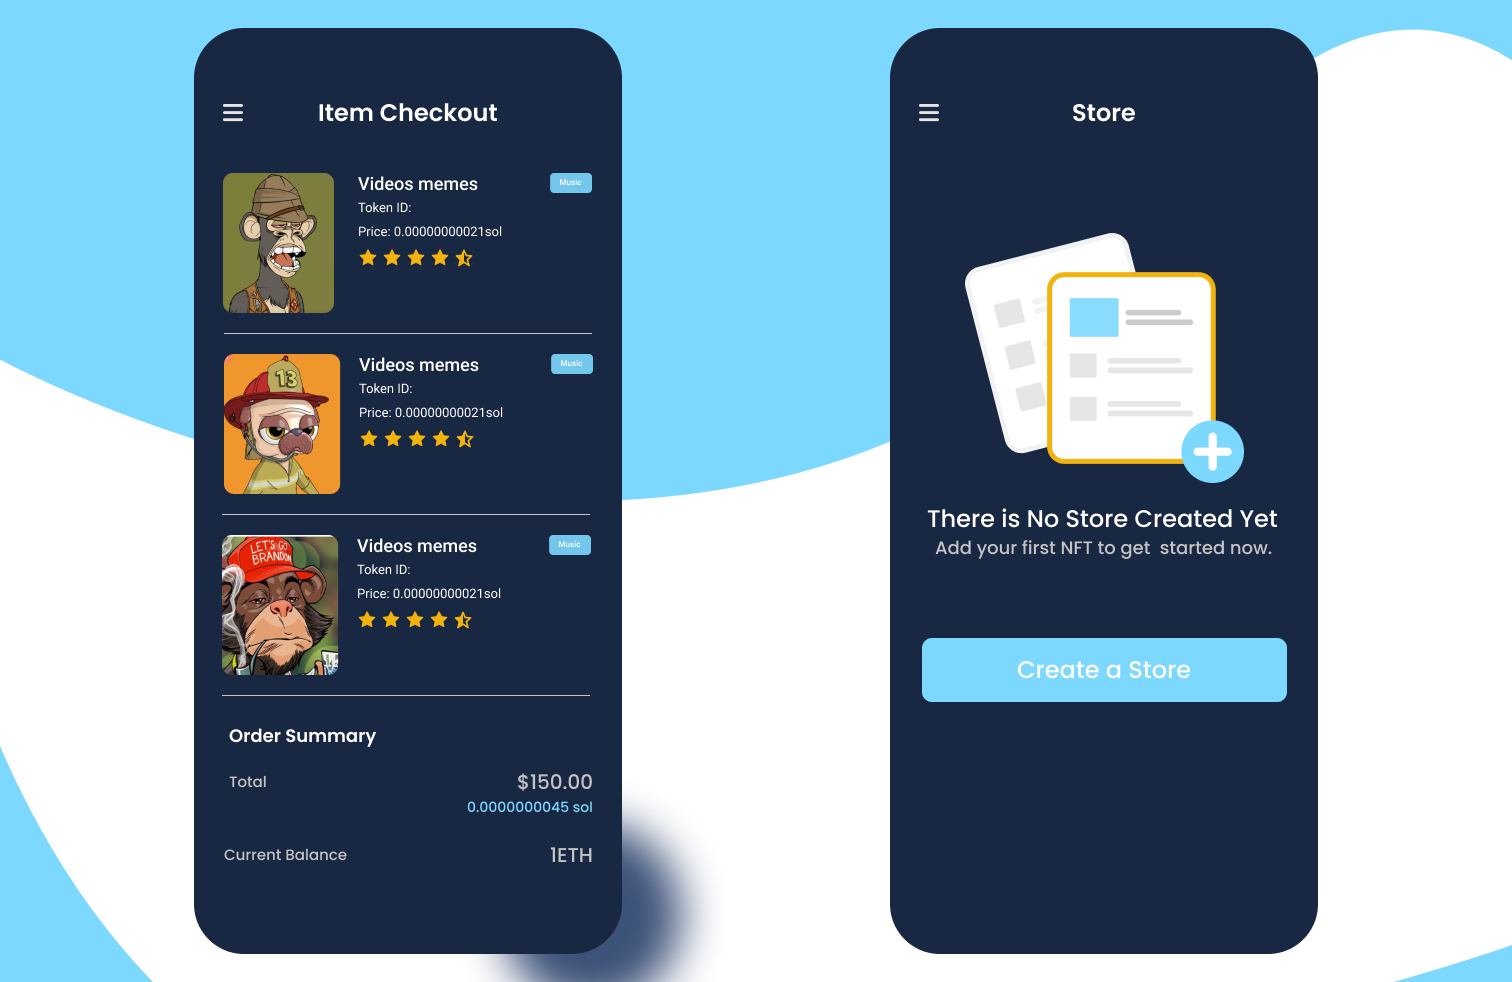 Item Checkout
Videos memes
Music
Token ID:
Price: 0.00000000021sol
13
Videos memes
Music
Token ID:
Price: 0.00000000021sol
LET'S GO
BRANDON
Videos memes
Music
Token ID:
Price: 0.00000000021sol
Order Summary
Total
$150.00
0.0000000045 sol
Current Balance
1ETH
Store
There is No Store Created Yet
Add your first NFT to get  started now.
Create a Store